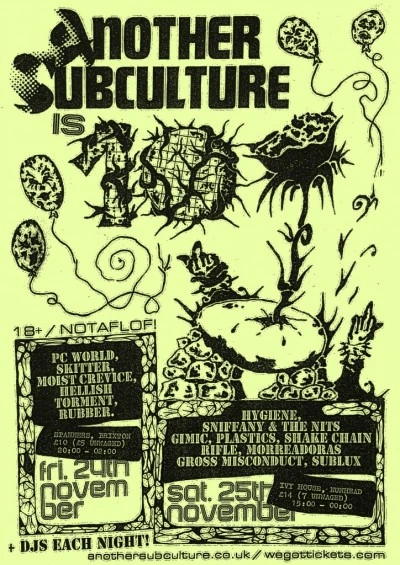 ANOTHER
SUBCULTURE
IS
10
18+ / NOTAFLOF!
PC WORLD,
SKITTER,
MOIST CREVICE,
HELLISH
TORMENT,
RUBBER.
SPANNERS, BRIXTON
£10 (£5 UNWAGED)
20:00 - 02:00
fri. 24th
novem
ber
HYGIENE,
SNIFFANY & THE NITS
GIMIC, PLASTICS, SHAKE CHAIN
RIFLE, MORREADORAS
GROSS MISCONDUCT, SUBLUX
IVY HOUSE, NUNHEAD
£14 (7 UNWAGED)
15:00 - 00:00
sat. 25th
november
+ DJS EACH NIGHT!
anothersubculture.co.uk / wegottickets.com